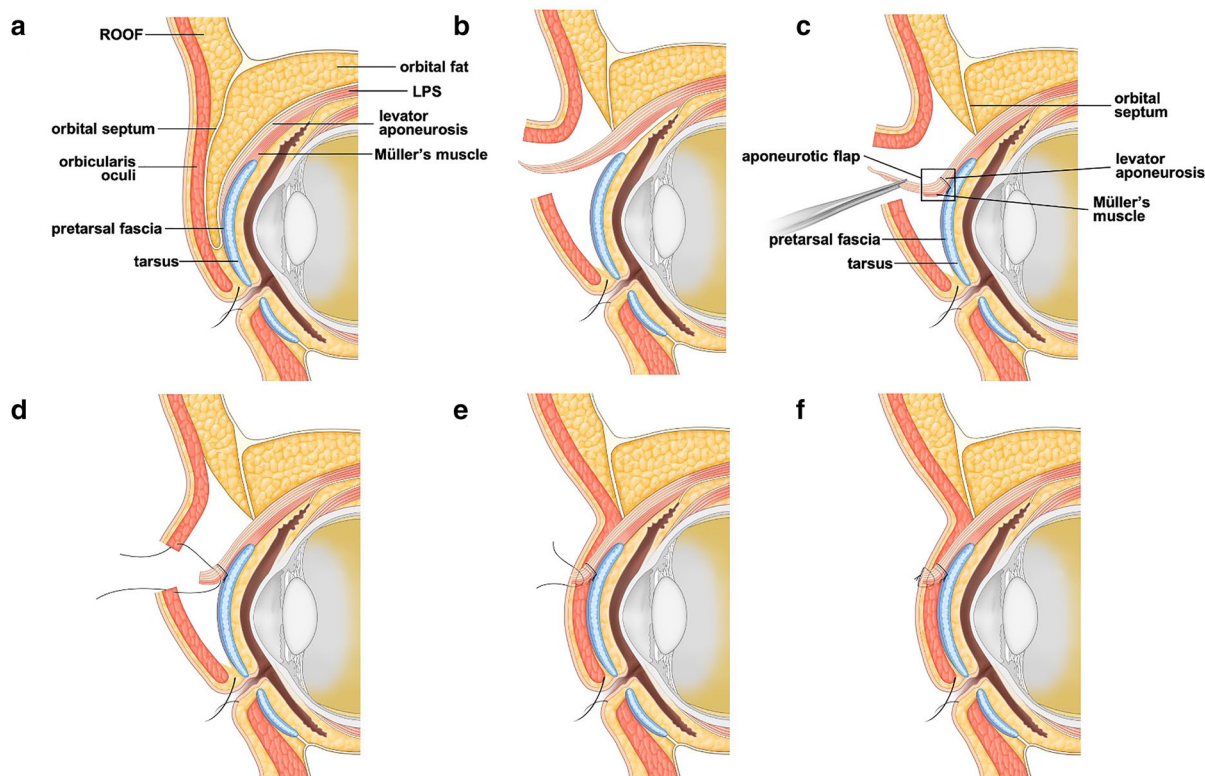 a
ROOF
orbital fat
LPS
levator
aponeurosis
Müller's muscle
orbital septum
orbicularis
oculi
pretarsal fascia
tarsus
b
c
orbital
septum
aponeurotic flap
levator
aponeurosis
Müller's
muscle
pretarsal fascia
tarsus
d
e
f